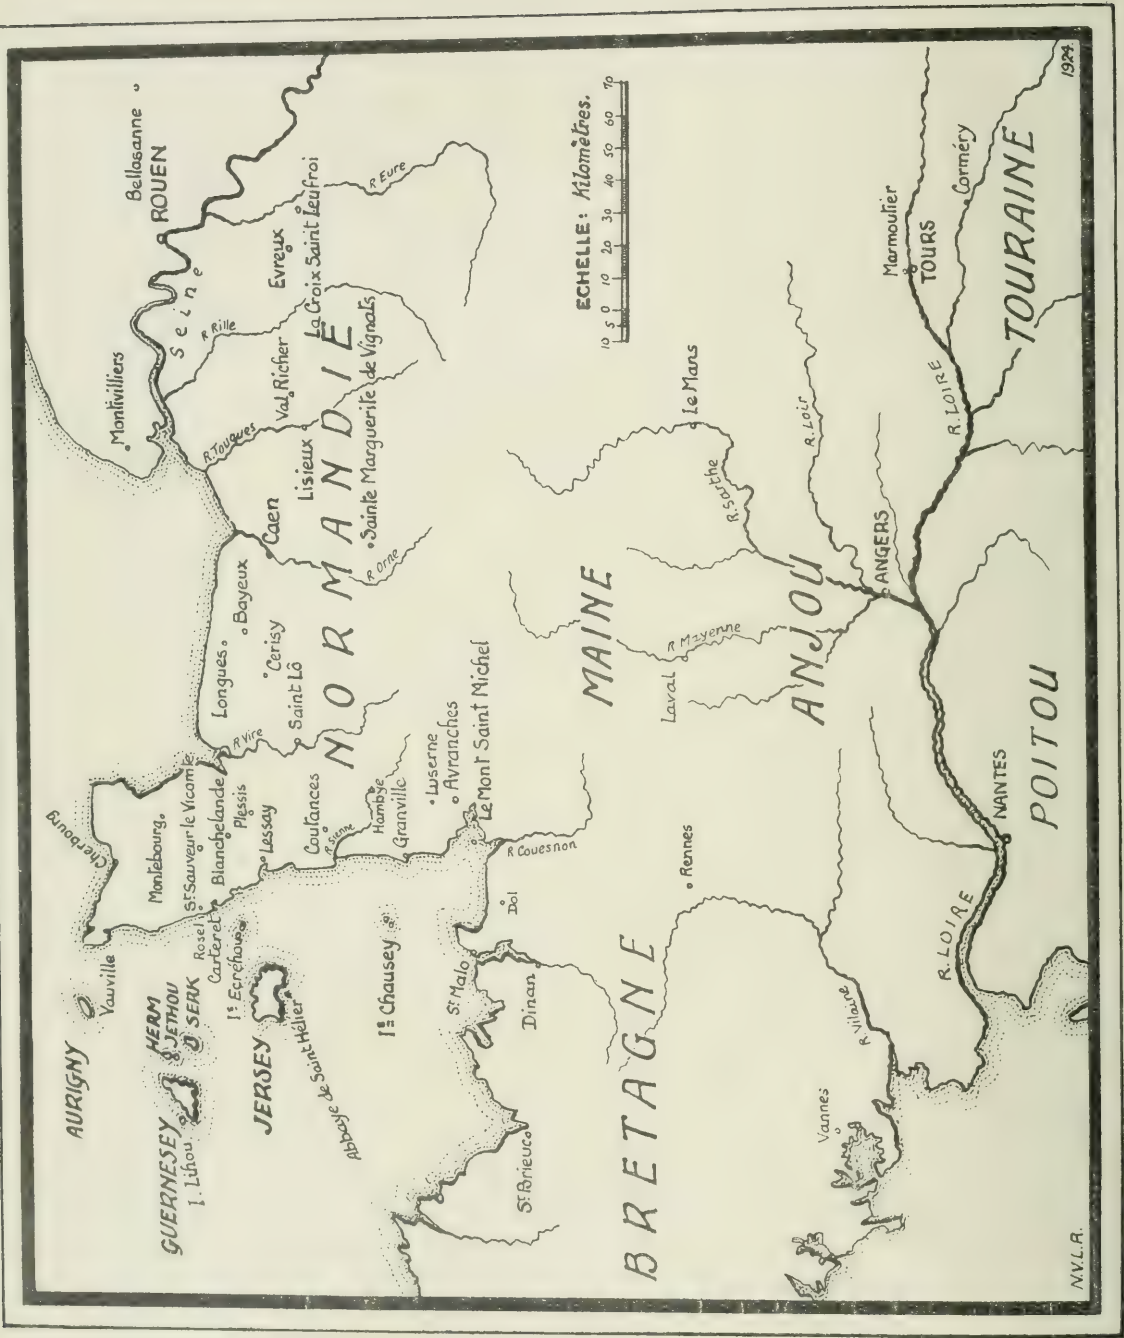 AURIGNY
Cherbourg
Vauville
GUERNESEY
I. Lihou
HERM
JETHOU
SERK
Montebourg
St Sauveur le Vicomte
Rosel
Carteret
Blanchelande
Plessis
Is Ecréhou
JERSEY
Abbaye de Saint Hélier
Lessay
Coutances
R Sienne
Hambye
Granville
Is Chausey
Luserne
Avranches
Le Mont Saint Michel
R Vire
Saint Lô
Cerisy
Longues
Bayeux
Caen
R Orne
NORMANDIE
Lisieux
R. Touques
Val Richer
Sainte Marguerite de Vignats
Montivilliers
Seine
R Rille
Evreux
La Croix Saint Leufroi
R Eure
Bellosanne
ROUEN
St Malo
Dinan
Dol
R Couesnon
St Brieuc
BRETAGNE
Rennes
R Vilaine
Vannes
MAINE
Laval
R Mayenne
R. Sarthe
Le Mans
R. Loir
ANJOU
ANGERS
ECHELLE: Kilomètres.
10 5 0 10 20 30 40 50 60 70
Marmoutier
TOURS
Corméry
TOURAINE
R. LOIRE
R. LOIRE
NANTES
POITOU
N.V.L.R.
1924.